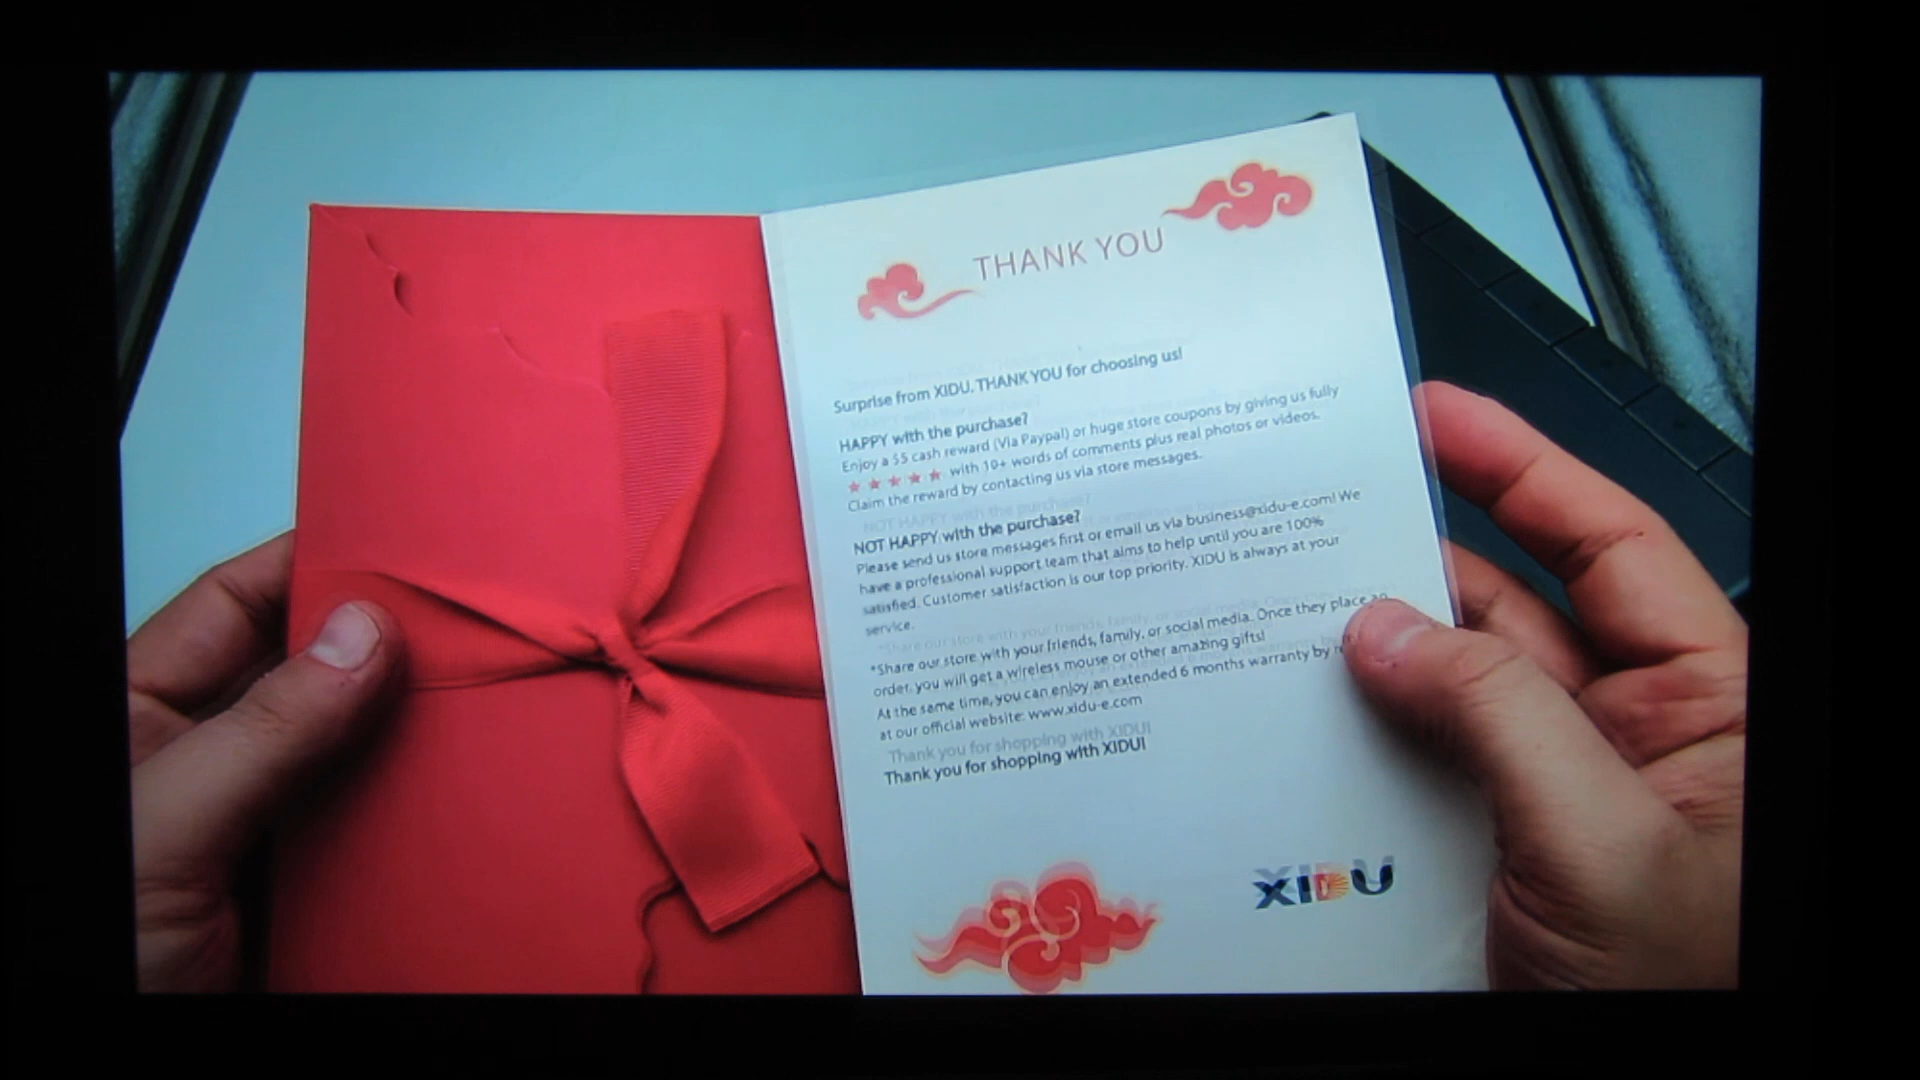 THANK YOU
Surprise from XIDU. THANK YOU for choosing us!
HAPPY with the purchase?
Enjoy a $5 cash reward (Via Paypal) or huge store coupons by giving us fully
★ ★ ★ ★ ★ with 10+ words of comments plus real photos or videos.
Claim the reward by contacting us via store messages.
NOT HAPPY with the purchase?
Please send us store messages first or email us via business@xidu-e.com! We
have a professional support team that aims to help until you are 100%
satisfied. Customer satisfaction is our top priority. XIDU is always at your
service.
*Share our store with your friends, family, or social media. Once they place an
order, you will get a wireless mouse or other amazing gifts!
At the same time, you can enjoy an extended 6 months warranty by
at our official website: www.xidu-e.com
Thank you for shopping with XIDU!
XIDU